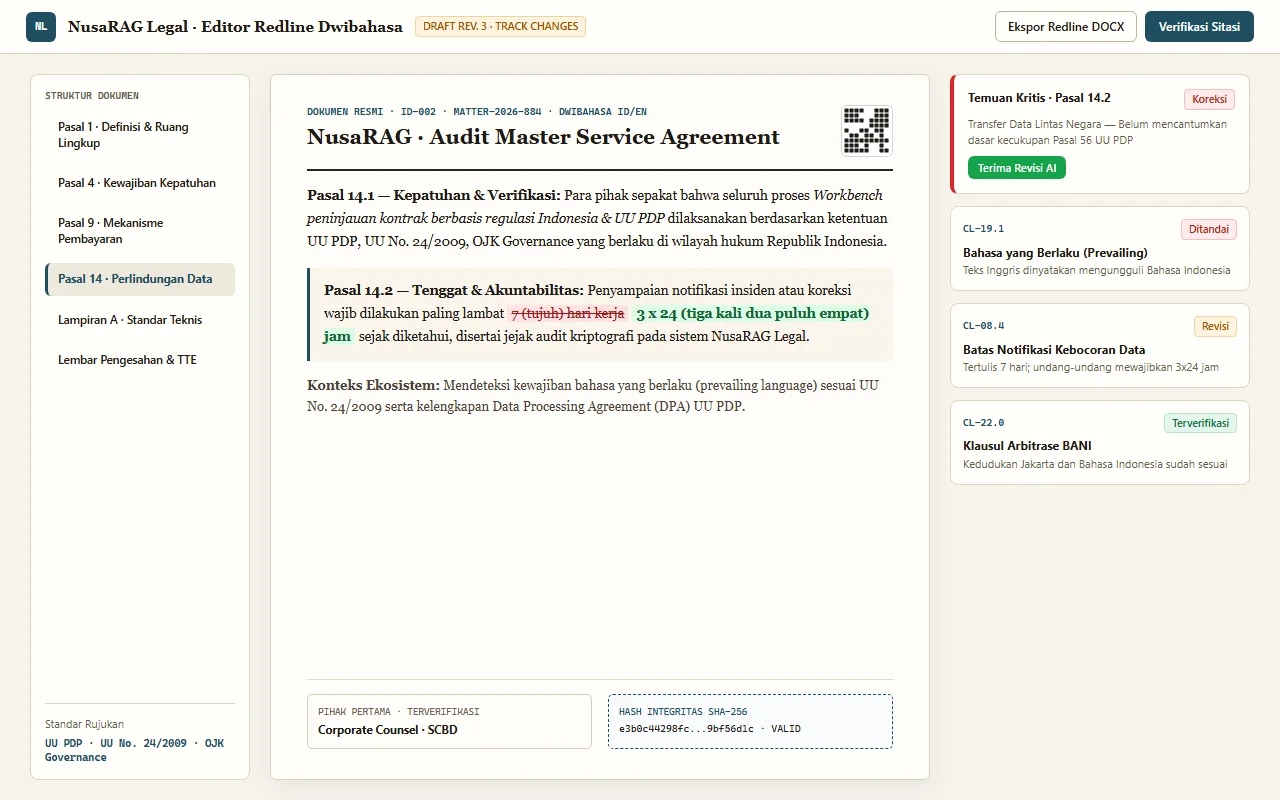 NL
NusaRAG Legal · Editor Redline Dwibahasa
DRAFT REV. 3 · TRACK CHANGES
Ekspor Redline DOCX
Verifikasi Sitasi
STRUKTUR DOKUMEN
Pasal 1 · Definisi & Ruang
Lingkup
Pasal 4 · Kewajiban Kepatuhan
Pasal 9 · Mekanisme
Pembayaran
Pasal 14 · Perlindungan Data
Lampiran A · Standar Teknis
Lembar Pengesahan & TTE
Standar Rujukan
UU PDP · UU No. 24/2009 · OJK
Governance
DOKUMEN RESMI · ID-002 · MATTER-2026-884 · DWIBAHASA ID/EN
NusaRAG · Audit Master Service Agreement
Pasal 14.1 — Kepatuhan & Verifikasi: Para pihak sepakat bahwa seluruh proses Workbench
peninjauan kontrak berbasis regulasi Indonesia & UU PDP dilaksanakan berdasarkan ketentuan
UU PDP, UU No. 24/2009, OJK Governance yang berlaku di wilayah hukum Republik Indonesia.
Pasal 14.2 — Tenggat & Akuntabilitas: Penyampaian notifikasi insiden atau koreksi
wajib dilakukan paling lambat 7 (tujuh) hari kerja 3 x 24 (tiga kali dua puluh empat)
jam sejak diketahui, disertai jejak audit kriptografi pada sistem NusaRAG Legal.
Konteks Ekosistem: Mendeteksi kewajiban bahasa yang berlaku (prevailing language) sesuai UU
No. 24/2009 serta kelengkapan Data Processing Agreement (DPA) UU PDP.
PIHAK PERTAMA · TERVERIFIKASI
Corporate Counsel · SCBD
HASH INTEGRITAS SHA-256
e3b0c44298fc...9bf56d1c · VALID
Temuan Kritis · Pasal 14.2
Koreksi
Transfer Data Lintas Negara — Belum mencantumkan
dasar kecukupan Pasal 56 UU PDP
Terima Revisi AI
CL-19.1
Ditandai
Bahasa yang Berlaku (Prevailing)
Teks Inggris dinyatakan mengungguli Bahasa Indonesia
CL-08.4
Revisi
Batas Notifikasi Kebocoran Data
Tertulis 7 hari; undang-undang mewajibkan 3x24 jam
CL-22.0
Terverifikasi
Klausul Arbitrase BANI
Kedudukan Jakarta dan Bahasa Indonesia sudah sesuai